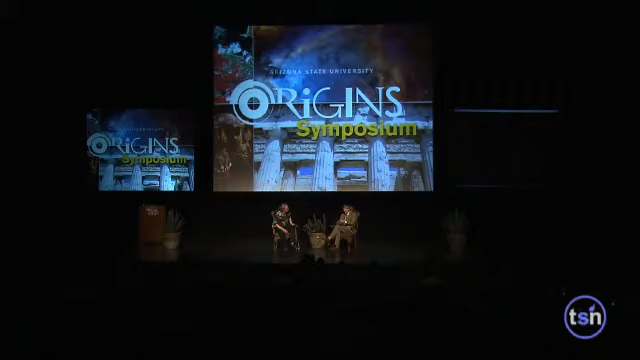 ARIZONA STATE UNIVERSITY
ORiGINS
Symposium
ORiGINS
Symposium
tsn